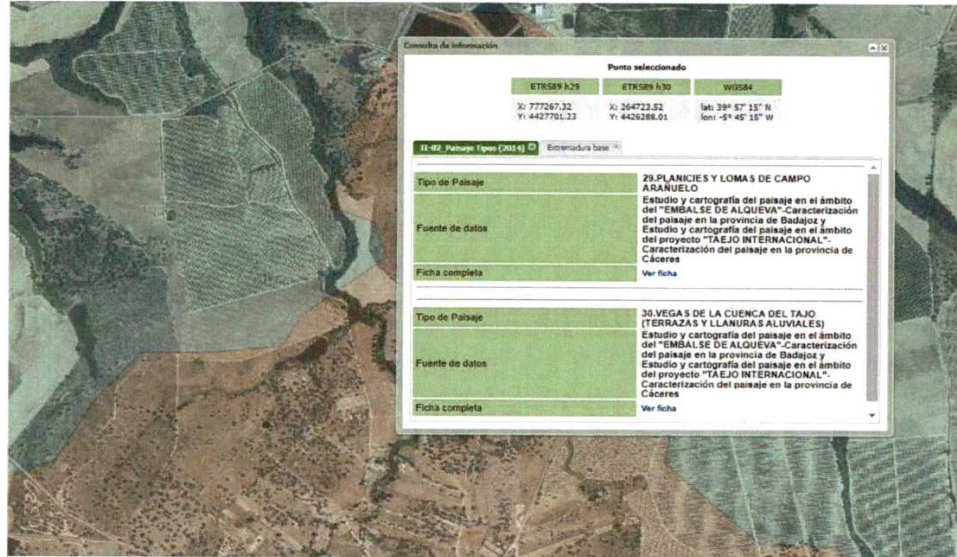 Consulta de información
Punto seleccionado
ETRS89 h29 ETRS89 h30 WGS84
X: 777267.32 X: 264723.52 lat: 39º 57' 15" N
Y: 4427701.23 Y: 4426288.01 lon: -5º 45' 15" W
II-02_Paisaje Tipos (2014) Extremadura base
Tipo de Paisaje
29.PLANICIES Y LOMAS DE CAMPO
ARAÑUELO
Fuente de datos
Estudio y cartografía del paisaje en el ámbito
del "EMBALSE DE ALQUEVA"-Caracterización
del paisaje en la provincia de Badajoz y
Estudio y cartografía del paisaje en el ámbito
del proyecto "TAEJO INTERNACIONAL"-
Caracterización del paisaje en la provincia de
Cáceres
Ficha completa Ver ficha
Tipo de Paisaje
30.VEGAS DE LA CUENCA DEL TAJO
(TERRAZAS Y LLANURAS ALUVIALES)
Fuente de datos
Estudio y cartografía del paisaje en el ámbito
del "EMBALSE DE ALQUEVA"-Caracterización
del paisaje en la provincia de Badajoz y
Estudio y cartografía del paisaje en el ámbito
del proyecto "TAEJO INTERNACIONAL"-
Caracterización del paisaje en la provincia de
Cáceres
Ficha completa Ver ficha